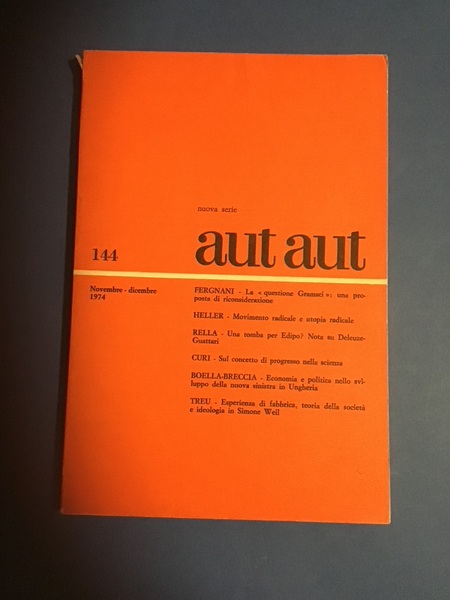 nuova serie
aut aut
144
Novembre - dicembre
1974
FERGNANI - La « questione Gramsci »: una pro-
posta di riconsiderazione
HELLER - Movimento radicale e utopia radicale
RELLA - Una tomba per Edipo? Nota su Deleuze-
Guattari
CURI - Sul concetto di progresso nella scienza
BOELLA-BRECCIA - Economia e politica nello svi-
luppo della nuova sinistra in Ungheria
TREU - Esperienza di fabbrica, teoria della società
e ideologia in Simone Weil